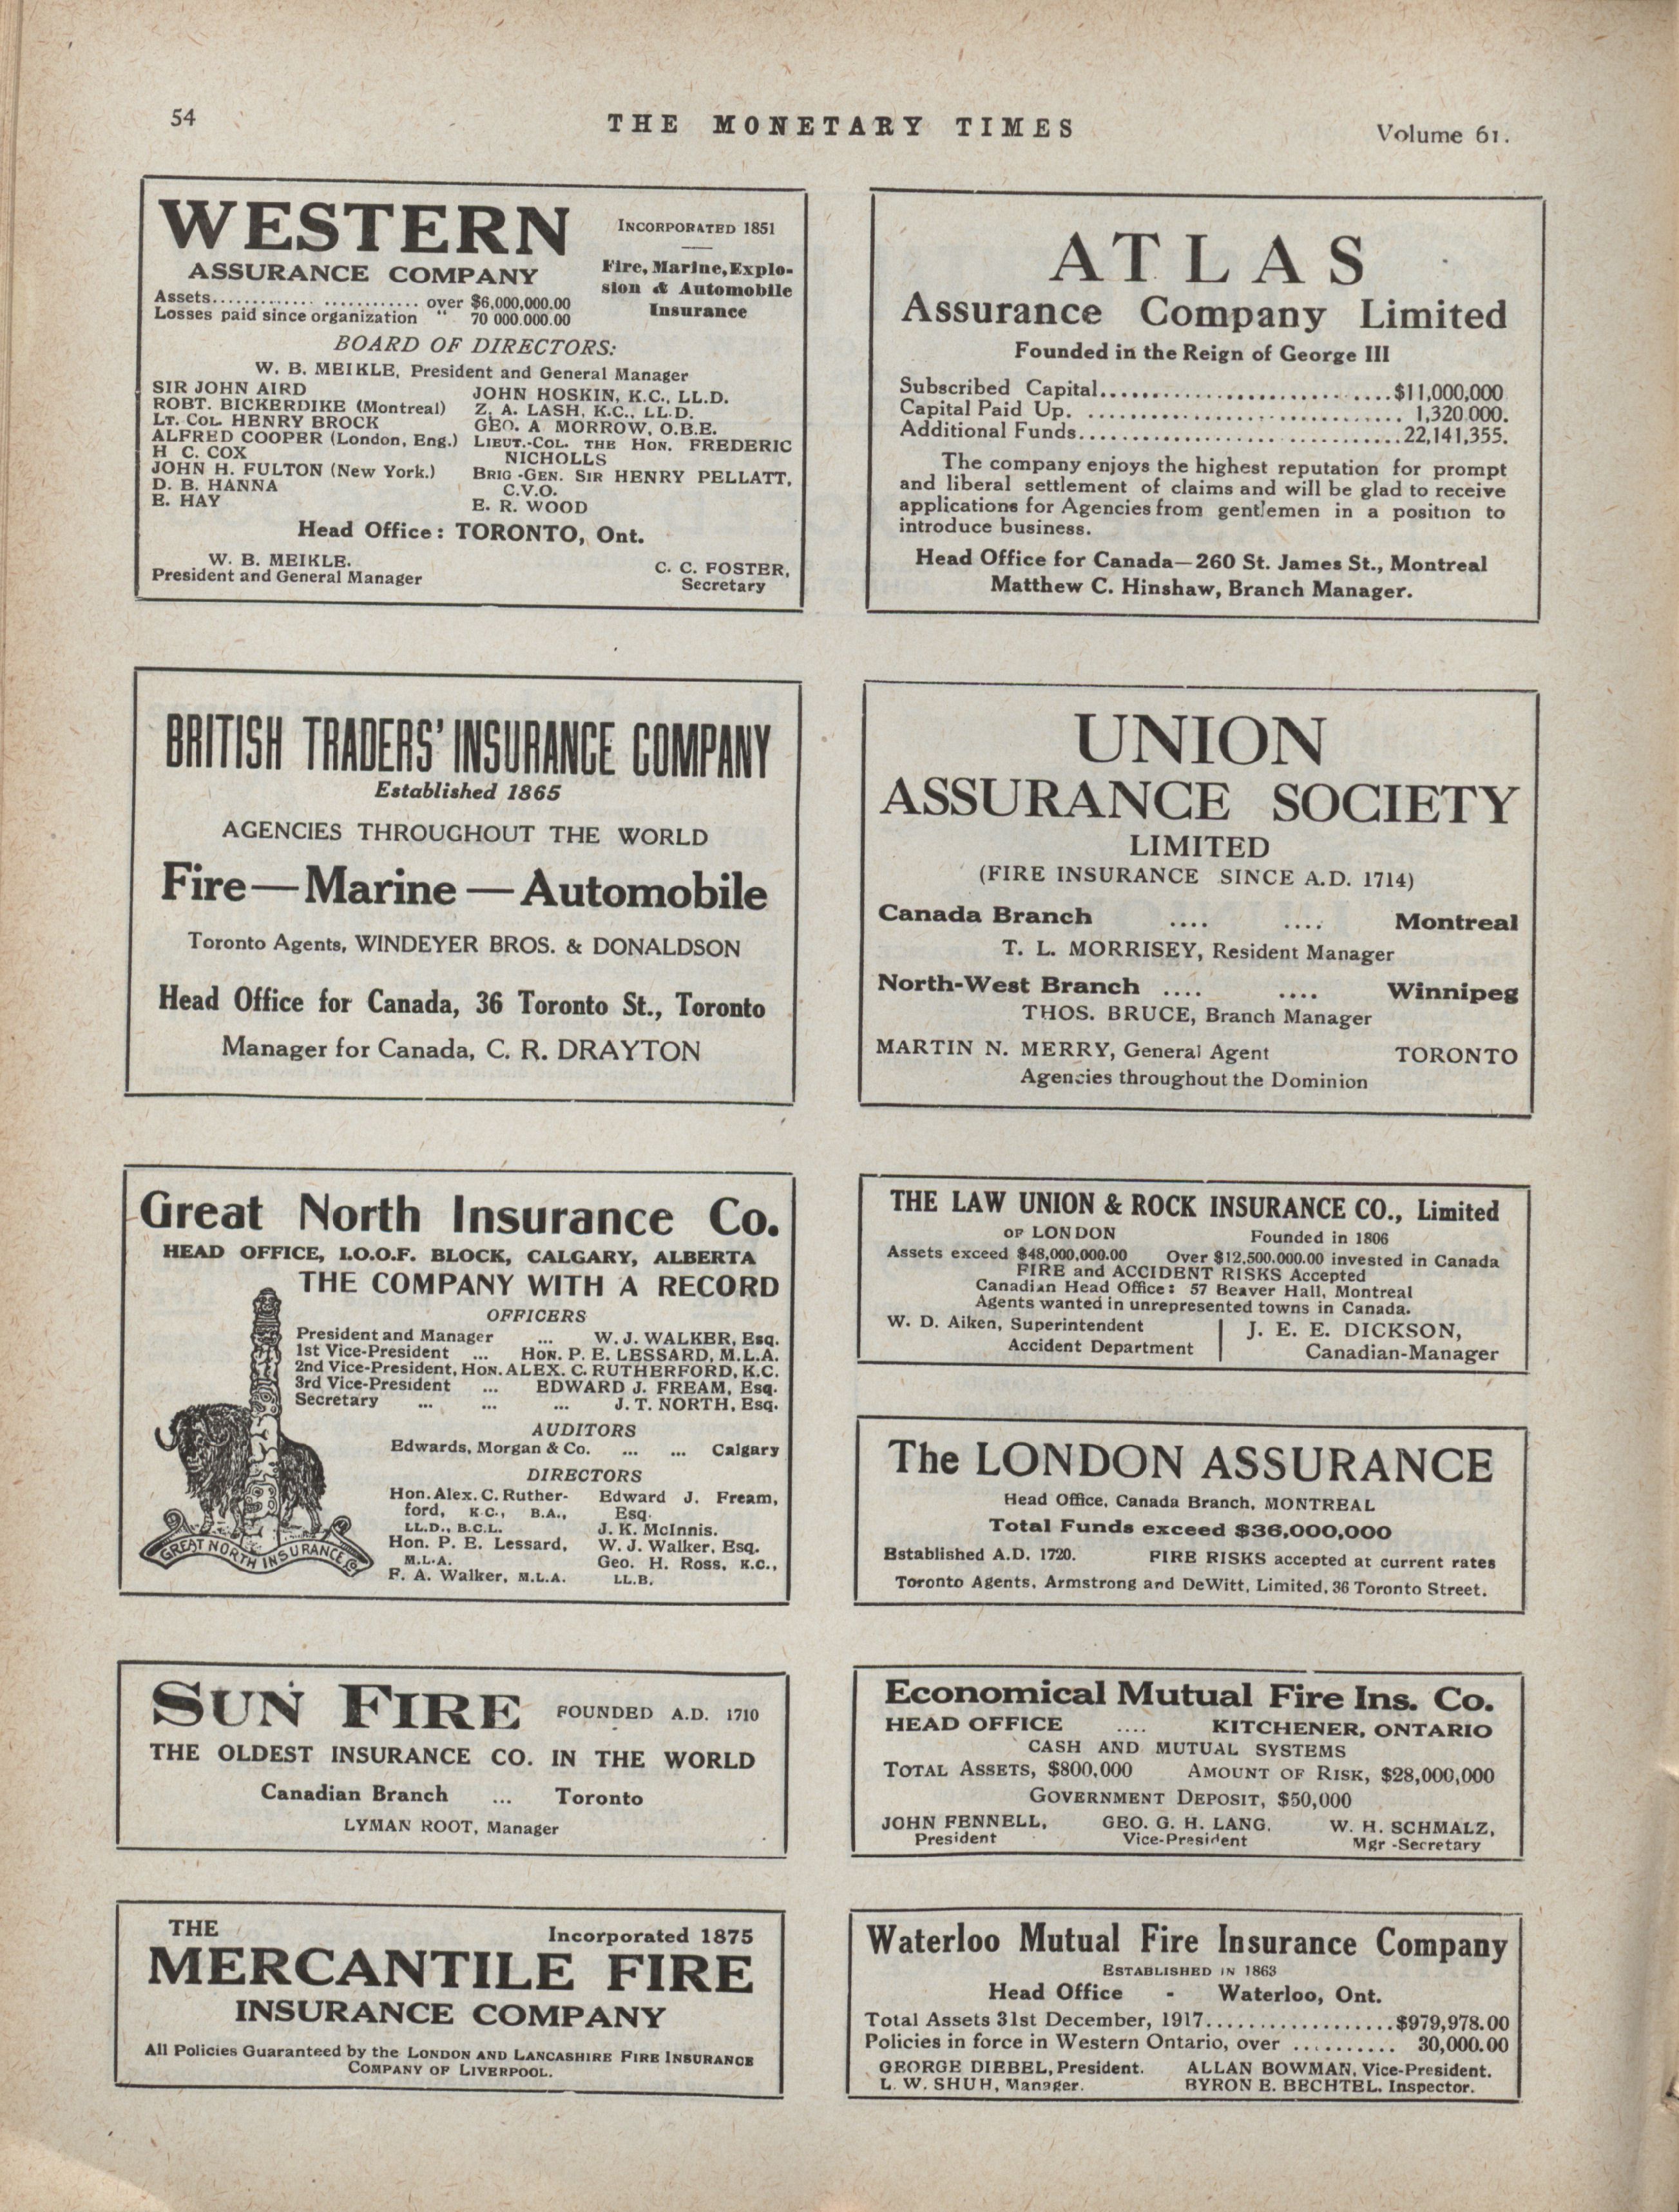 54
THE MONETARY TIMES
Volume 61.
WESTERN
ASSURANCE COMPANY
INCORPORATED 1851
Fire, Marine, Explo-
sion & Automobile
Insurance
Assets............. ............ over $6,000,000.00
Losses paid since organization " 70 000.000.00
BOARD OF DIRECTORS:
W. B. MEIKLE, President and General Manager
SIR JOHN AIRD
ROBT. BICKERDIKE (Montreal)
LT. COL. HENRY BROCK
ALFRED COOPER (London, Eng.)
H C. COX
JOHN H. FULTON (New York.)
D. B. HANNA
E. HAY
JOHN HOSKIN, K.C., LL.D.
Z. A. LASH, K.C., LL.D.
GEO. A MORROW, O.B.E.
LIEUT.-COL. THE HON. FREDERIC
NICHOLLS
BRIG-GEN. SIR HENRY PELLATT,
C.V.O.
E. R. WOOD
Head Office: TORONTO, Ont.
W. B. MEIKLE.
President and General Manager
C. C. FOSTER,
Secretary
ATLAS
Assurance Company Limited
Founded in the Reign of George III
Subscribed Capital..............................$11,000,000
Capital Paid Up. ................................ 1,320 000.
Additional Funds................................22,141,355.
The company enjoys the highest reputation for prompt
and liberal settlement of claims and will be glad to receive
applications for Agencies from gentlemen in a position to
introduce business.
Head Office for Canada—260 St. James St., Montreal
Matthew C. Hinshaw, Branch Manager.
BRITISH TRADERS' INSURANCE COMPANY
Established 1865
AGENCIES THROUGHOUT THE WORLD
Fire—Marine—Automobile
Toronto Agents, WINDEYER BROS. & DONALDSON
Head Office for Canada, 36 Toronto St., Toronto
Manager for Canada, C. R. DRAYTON
UNION
ASSURANCE SOCIETY
LIMITED
(FIRE INSURANCE SINCE A.D. 1714)
Canada Branch .... .... Montreal
T. L. MORRISEY, Resident Manager
North-West Branch .... .... Winnipeg
THOS. BRUCE, Branch Manager
MARTIN N. MERRY, General Agent TORONTO
Agencies throughout the Dominion
Great North Insurance Co.
HEAD OFFICE, I.O.O.F. BLOCK, CALGARY, ALBERTA
THE COMPANY WITH A RECORD
OFFICERS
President and Manager ... W. J. WALKER, Esq.
1st Vice-President ... HON. P. E. LESSARD, M.L.A.
2nd Vice-President, HON. ALEX. C. RUTHERFORD, K.C.
3rd Vice-President ... EDWARD J. FREAM, Esq.
Secretary ... ... ... J. T. NORTH, Esq.
AUDITORS
Edwards, Morgan & Co. ... ... Calgary
DIRECTORS
Hon. Alex. C. Ruther-
ford, K.C., B.A.,
LL.D., B.C.L.
Hon. P. E. Lessard,
M.L.A.
F. A. Walker, M.L.A.
Edward J. Fream,
Esq.
J. K. McInnis.
W. J. Walker, Esq.
Geo. H. Ross, K.C.,
LL.B.
GREAT NORTH INSURANCE Co
THE LAW UNION & ROCK INSURANCE CO., Limited
OF LONDON Founded in 1806
Assets exceed $48,000,000.00 Over $12,500.000.00 invested in Canada
FIRE and ACCIDENT RISKS Accepted
Canadian Head Office: 57 Beaver Hall, Montreal
Agents wanted in unrepresented towns in Canada.
W. D. Aiken, Superintendent
Accident Department
J. E. E. DICKSON,
Canadian-Manager
The LONDON ASSURANCE
Head Office, Canada Branch, MONTREAL
Total Funds exceed $36,000,000
Established A.D. 1720. FIRE RISKS accepted at current rates
Toronto Agents, Armstrong and DeWitt, Limited, 36 Toronto Street.
SUN FIRE FOUNDED A.D. 1710
THE OLDEST INSURANCE CO. IN THE WORLD
Canadian Branch ... Toronto
LYMAN ROOT, Manager
Economical Mutual Fire Ins. Co.
HEAD OFFICE .... KITCHENER, ONTARIO
CASH AND MUTUAL SYSTEMS
TOTAL ASSETS, $800,000 AMOUNT OF RISK, $28,000,000
GOVERNMENT DEPOSIT, $50,000
JOHN FENNELL, GEO. G. H. LANG, W. H. SCHMALZ,
President Vice-President Mgr -Secretary
THE Incorporated 1875
MERCANTILE FIRE
INSURANCE COMPANY
All Policies Guaranteed by the LONDON AND LANCASHIRE FIRE INSURANCE
COMPANY OF LIVERPOOL.
Waterloo Mutual Fire Insurance Company
ESTABLISHED IN 1863
Head Office - Waterloo, Ont.
Total Assets 31st December, 1917..................$979,978.00
Policies in force in Western Ontario, over .......... 30,000.00
GEORGE DIEBEL, President. ALLAN BOWMAN, Vice-President.
L. W. SHUH, Manager. BYRON E. BECHTEL. Inspector.